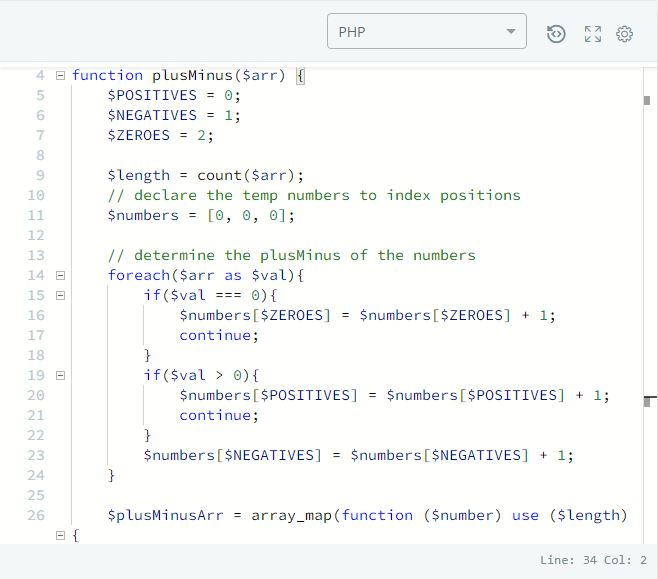 PHP
4 function plusMinus($arr) {
5 $POSITIVES = 0;
6 $NEGATIVES = 1;
7 $ZEROES = 2;
8
9 $length = count($arr);
10 // declare the temp numbers to index positions
11 $numbers = [0, 0, 0];
12
13 // determine the plusMinus of the numbers
14 foreach($arr as $val){
15 if($val === 0){
16 $numbers[$ZEROES] = $numbers[$ZEROES] + 1;
17 continue;
18 }
19 if($val > 0){
20 $numbers[$POSITIVES] = $numbers[$POSITIVES] + 1;
21 continue;
22 }
23 $numbers[$NEGATIVES] = $numbers[$NEGATIVES] + 1;
24 }
25
26 $plusMinusArr = array_map(function ($number) use ($length)
{
Line: 34 Col: 2